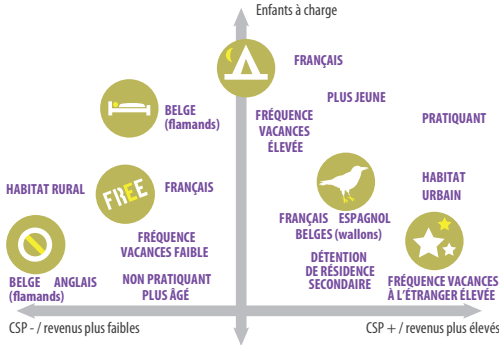 Enfants à charge
FRANÇAIS
PLUS JEUNE
BELGE
(flamands)
FRÉQUENCE
VACANCES
ÉLEVÉE
PRATIQUANT
HABITAT RURAL
FREE
FRANÇAIS
HABITAT
URBAIN
FRANÇAIS ESPAGNOL
BELGES (wallons)
FRÉQUENCE
VACANCES FAIBLE
DÉTENTION
DE RÉSIDENCE
SECONDAIRE
BELGE ANGLAIS
(flamands)
NON PRATIQUANT
PLUS ÂGÉ
FRÉQUENCE VACANCES
À L'ÉTRANGER ÉLEVÉE
CSP - / revenus plus faibles
CSP + / revenus plus élevés